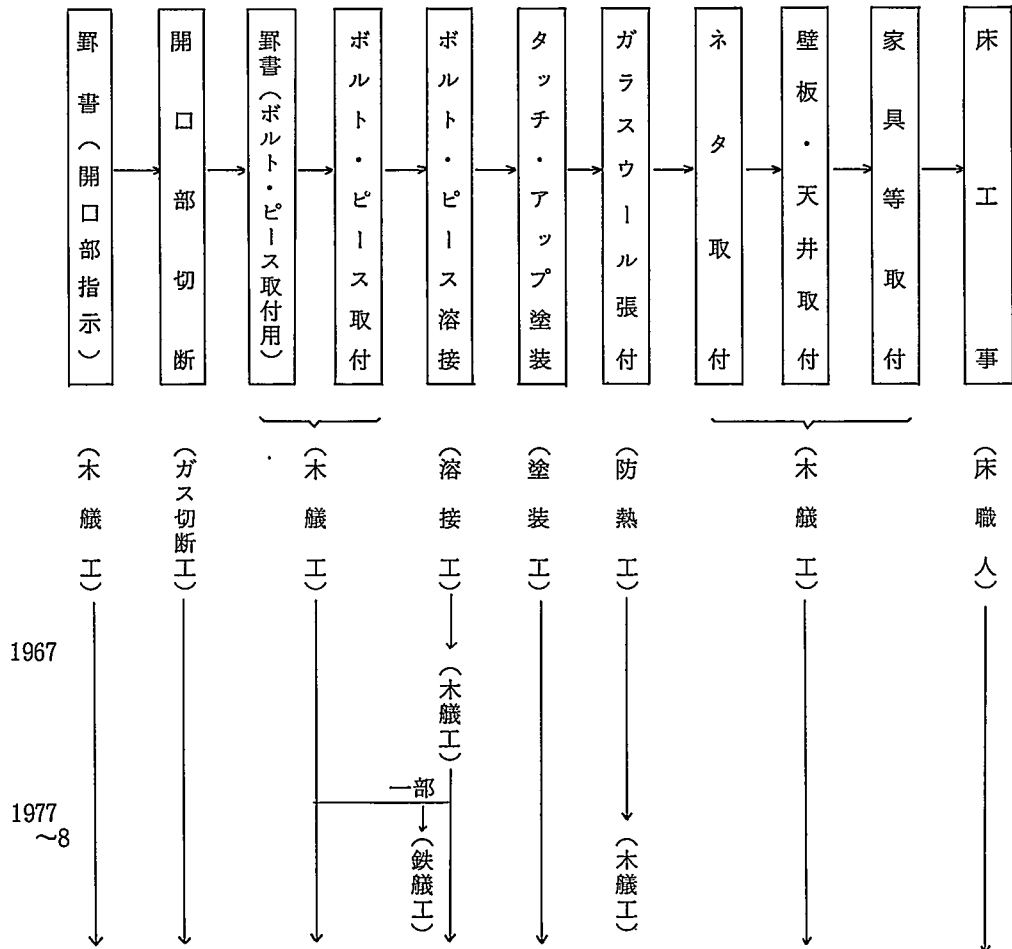 罫書（開口部指示）
開口部切断
罫書（ボルト・ピース取付用）
ボルト・ピース取付
ボルト・ピース溶接
タッチ・アップ塗装
ガラスウール張付
ネタ取付
壁板・天井取付
家具等取付
床工事
（木艤工）
（ガス切断工）
（木艤工）
（溶接工）
（塗装工）
（防熱工）
（木艤工）
（床職人）
1967
（木艤工）
一部
1977
〜8
（鉄艤工）
（木艤工）